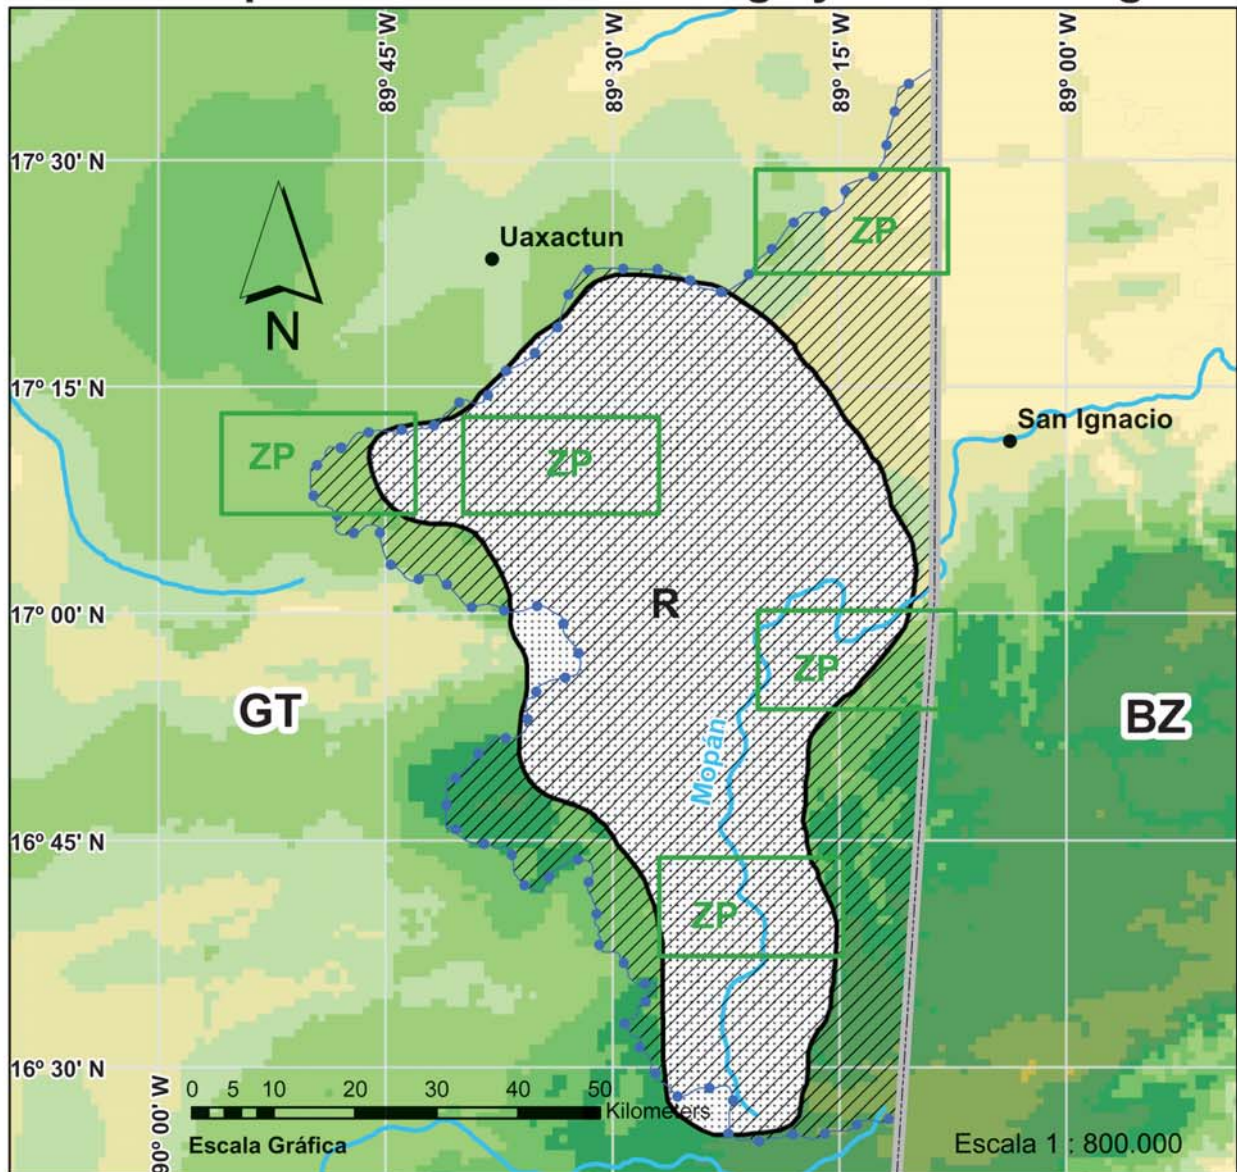 89° 45' W
89° 30' W
89° 15' W
89° 00' W
17° 30' N
ZP
Uaxactun
N
17° 15' N
San Ignacio
ZP
ZP
R
17° 00' N
ZP
GT
BZ
Mopán
16° 45' N
ZP
16° 30' N
90° 00' W
0 5 10 20 30 40 50
Kilometers
Escala Gráfica
Escala 1 : 800.000